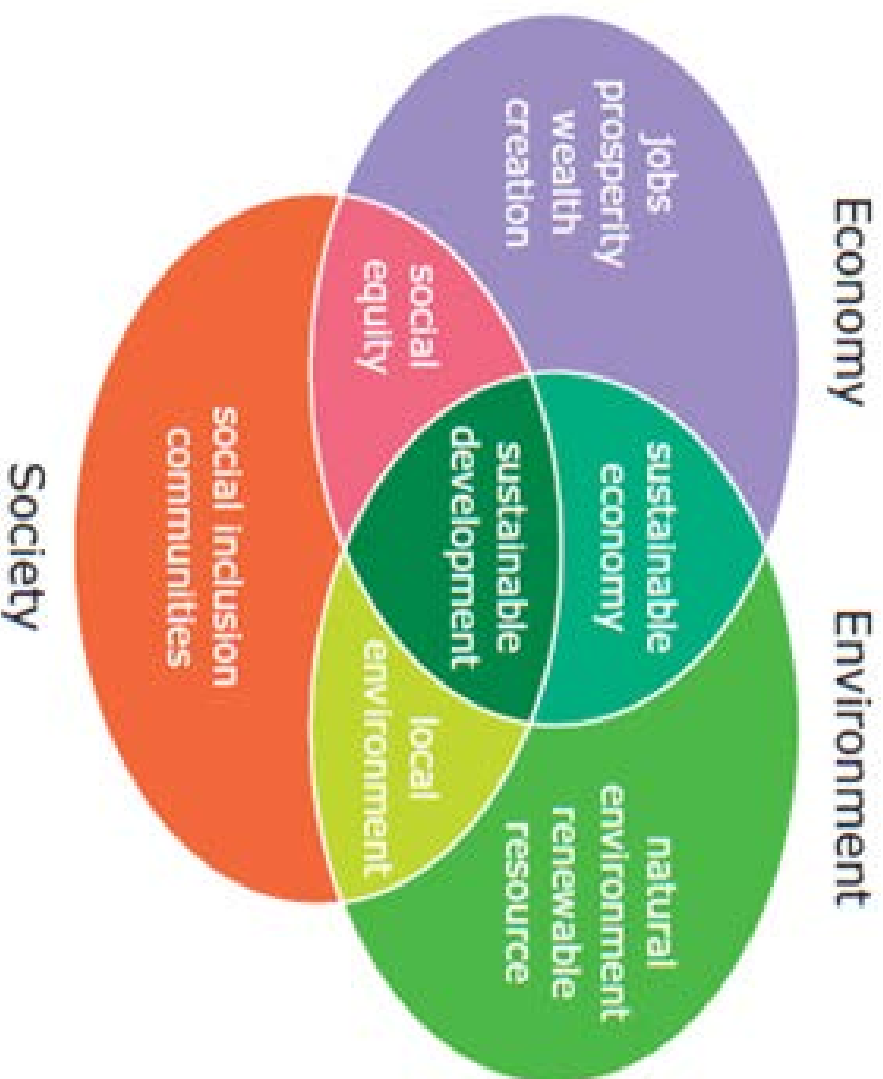 Economy
Environment
jobs
prosperity
wealth
creation
sustainable
economy
natural
environment
renewable
resource
social
equity
sustainable
development
local
environment
social inclusion
communities
Society